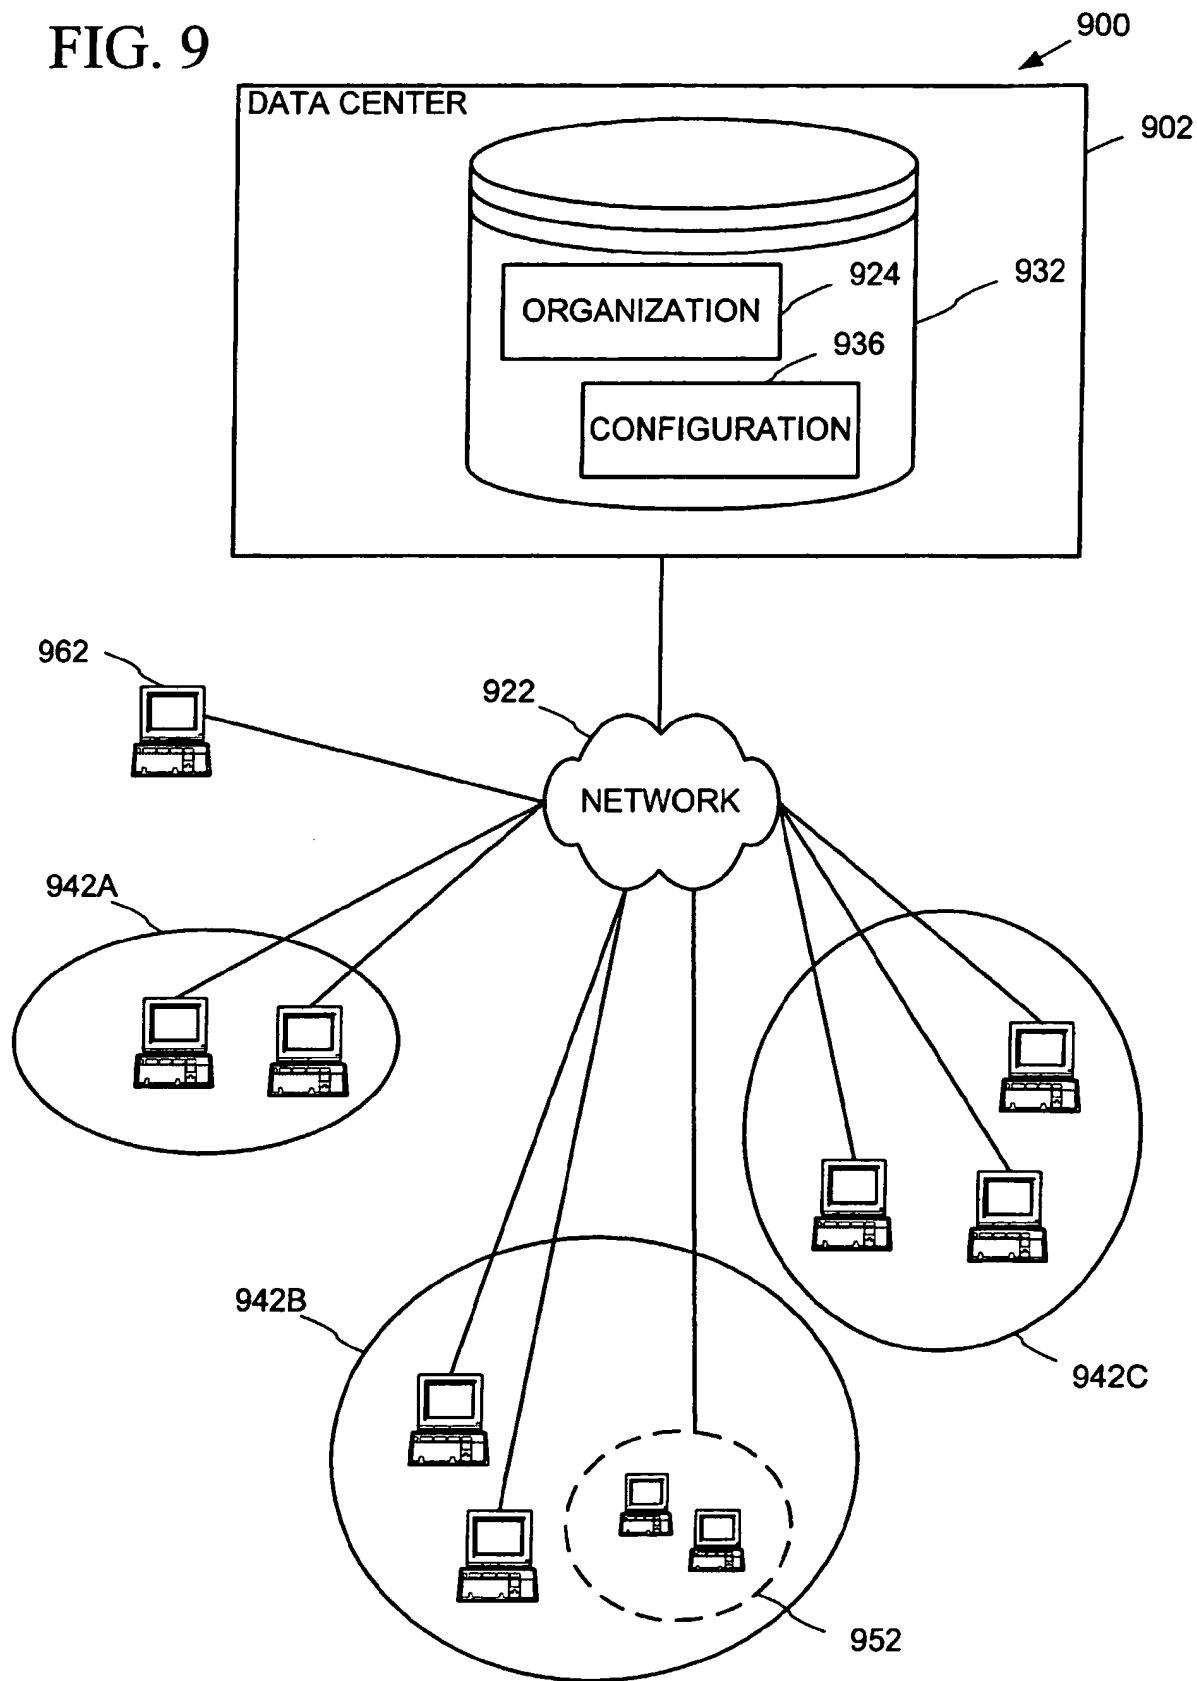 FIG. 9
900
DATA CENTER
902
924
932
ORGANIZATION
936
CONFIGURATION
962
922
NETWORK
942A
942B
942C
952